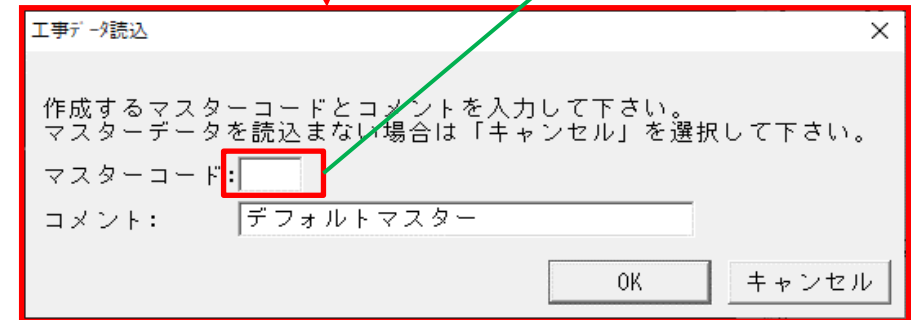 工事ﾃﾞｰﾀ読込
作成するマスターコードとコメントを入力して下さい。
マスターデータを読込まない場合は「キャンセル」を選択して下さい。
マスターコード:
コメント: デフォルトマスター
OK キャンセル